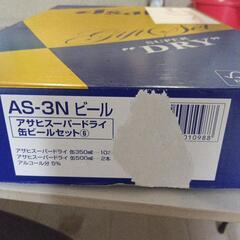 SUPER
"DRY"
AS-3N ビール
アサヒスーパードライ
缶ビールセット⑥
アサヒスーパードライ 缶350ml…10
アサヒスーパードライ 缶500ml…2本
アルコール分 5%
010988